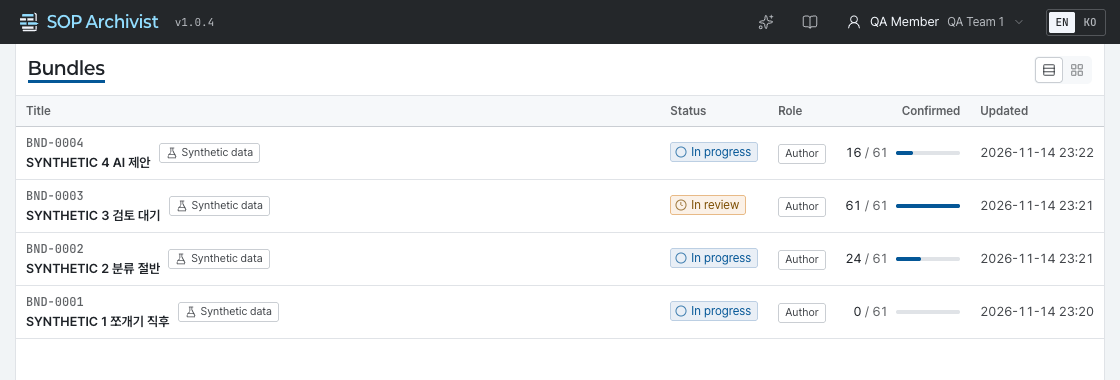 SOP Archivist v1.0.4 QA Member QA Team 1 EN KO
Bundles
Title Status Role Confirmed Updated
BND-0004
SYNTHETIC 4 AI 제안 Synthetic data In progress Author 16 / 61 2026-11-14 23:22
BND-0003
SYNTHETIC 3 검토 대기 Synthetic data In review Author 61 / 61 2026-11-14 23:21
BND-0002
SYNTHETIC 2 분류 절반 Synthetic data In progress Author 24 / 61 2026-11-14 23:21
BND-0001
SYNTHETIC 1 쪼개기 직후 Synthetic data In progress Author 0 / 61 2026-11-14 23:20